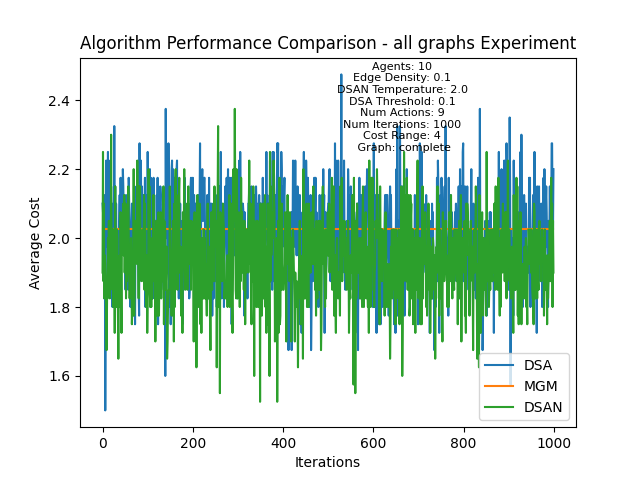 Algorithm Performance Comparison - all graphs Experiment
Agents: 10
Edge Density: 0.1
DSAN Temperature: 2.0
DSA Threshold: 0.1
Num Actions: 9
Num Iterations: 1000
Cost Range: 4
Graph: complete
2.4
2.2
2.0
1.8
1.6
Average Cost
DSA
MGM
DSAN
0
200
400
600
800
1000
Iterations